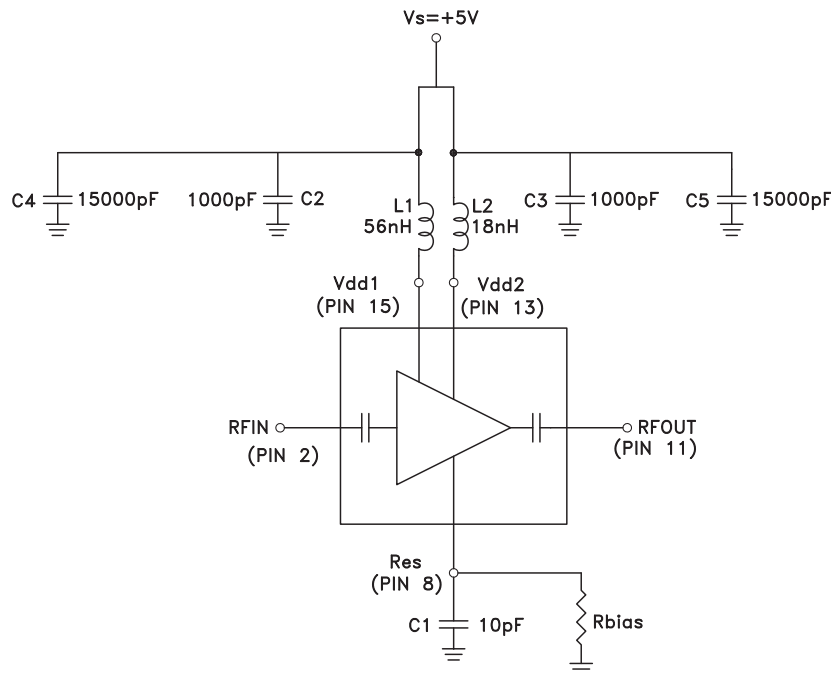 Vs=+5V
C4 15000pF
1000pF C2
L1
56nH
L2
18nH
C3 1000pF
C5 15000pF
Vdd1
(PIN 15)
Vdd2
(PIN 13)
RFIN
(PIN 2)
RFOUT
(PIN 11)
Res
(PIN 8)
C1 10pF
Rbias